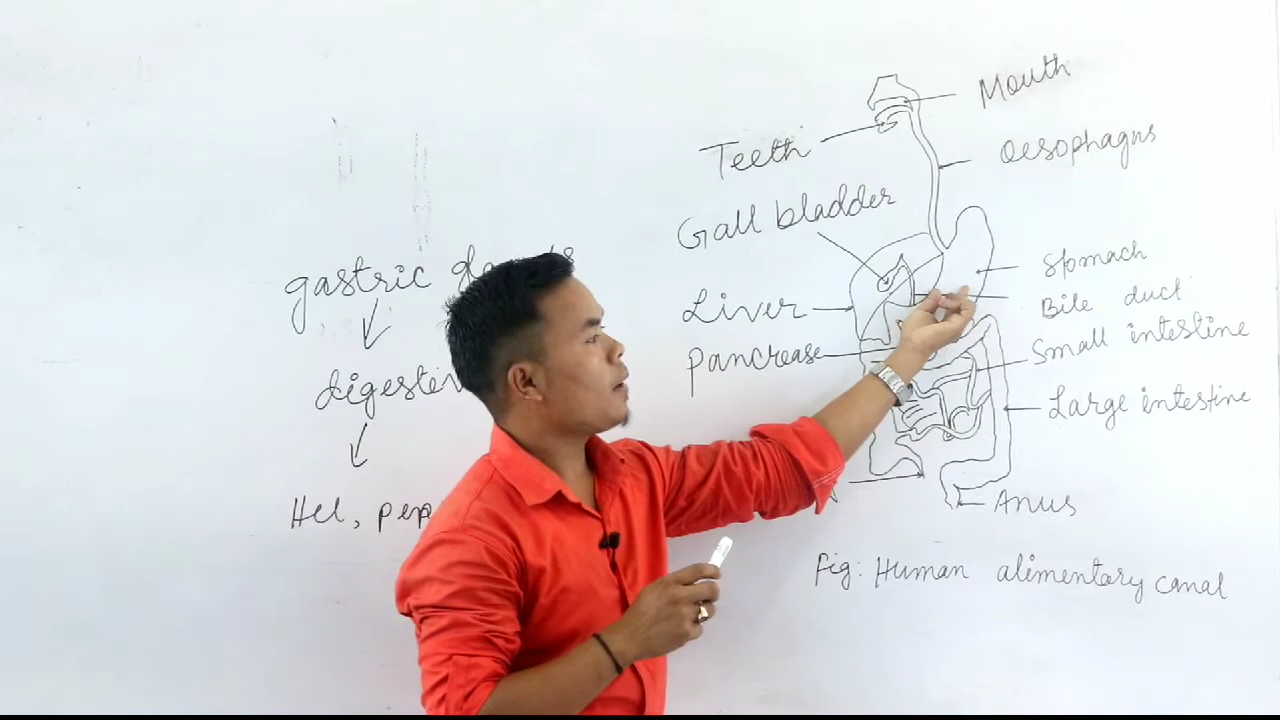 Mouth
Teeth
Oesophagus
Gall bladder
gastric
Stomach
Liver
Bile duct
Small intestine
Pancrease
Large intestine
HCl,
Anus
Fig: Human alimentary canal